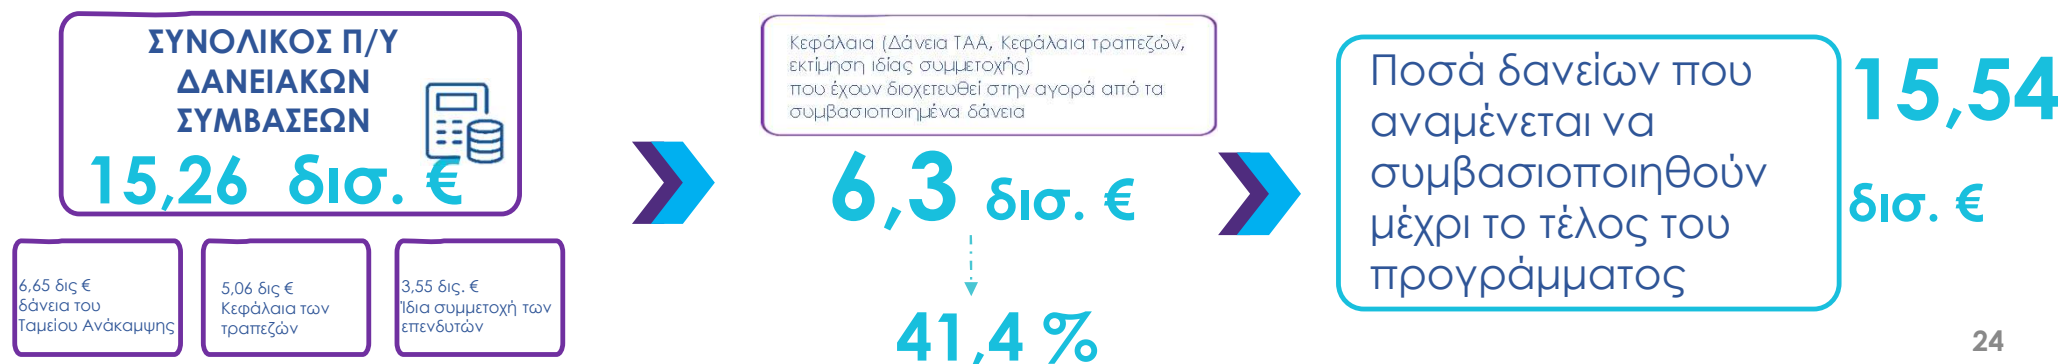 ΣΥΝΟΛΙΚΟΣ Π/Υ
ΔΑΝΕΙΑΚΩΝ
ΣΥΜΒΑΣΕΩΝ
15,26 δισ. €
6,65 δις €
δάνεια του
Ταμείου Ανάκαμψης
5,06 δις €
Κεφάλαια των
τραπεζών
3,55 δις. €
Ίδια συμμετοχή των
επενδυτών
Κεφάλαια (Δάνεια ΤΑΑ, Κεφάλαια τραπεζών,
εκτίμηση ιδίας συμμετοχής)
που έχουν διοχετευθεί στην αγορά από τα
συμβασιοποιημένα δάνεια
6,3 δισ. €
41,4 %
Ποσά δανείων που
αναμένεται να
συμβασιοποιηθούν
μέχρι το τέλος του
προγράμματος
15,54
δισ. €
24